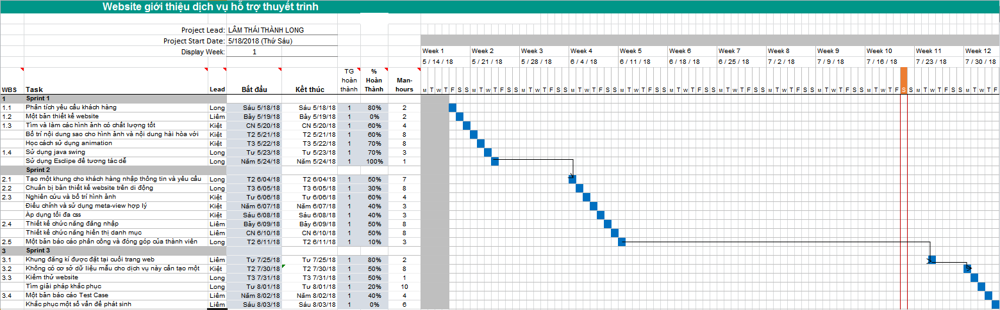 Website giới thiệu dịch vụ hỗ trợ thuyết trình
Project Lead: LÂM THÁI THÀNH LONG
Project Start Date: 5/18/2018 (Thứ Sáu)
Display Week: 1
Week 1 Week 2 Week 3 Week 4 Week 5 Week 6 Week 7 Week 8 Week 9 Week 10 Week 11 Week 12
5 / 14 / 18 5 / 21 / 18 5 / 28 / 18 6 / 4 / 18 6 / 11 / 18 6 / 18 / 18 6 / 25 / 18 7 / 2 / 18 7 / 9 / 18 7 / 16 / 18 7 / 23 / 18 7 / 30 / 18
WBS Task Lead Bắt đầu Kết thúc TG hoàn thành % Hoàn Thành Man-hours M T W T F S S M T W T F S S M T W T F S S M T W T F S S M T W T F S S M T W T F S S M T W T F S S M T W T F S S M T W T F S S M T W T F S S M T W T F S S M T W T F
1 Sprint 1
1.1 Phân tích yêu cầu khách hàng Long Sáu 5/18/18 Sáu 5/18/18 1 80% 2
1.2 Một bản thiết kế website Liêm Bảy 5/19/18 Bảy 5/19/18 1 0% 2
1.3 Tìm và làm các hình ảnh có chất lượng tốt Kiệt CN 5/20/18 CN 5/20/18 1 60% 4
Bố trí nội dung sao cho hình ảnh và nội dung hài hòa với Kiệt T2 5/21/18 T2 5/21/18 1 60% 8
Học cách sử dụng animation Kiệt T3 5/22/18 T3 5/22/18 1 70% 8
1.4 Sử dụng java swing Long Tư 5/23/18 Tư 5/23/18 1 70% 3
Sử dụng Esclipe để tương tác dễ Long Năm 5/24/18 Năm 5/24/18 1 100% 1
Sprint 2
2.1 Tạo một khung cho khách hàng nhập thông tin và yêu cầu Long T2 6/04/18 T2 6/04/18 1 50% 7
2.2 Chuẩn bị bản thiết kế website trên di động Long T3 6/05/18 T3 6/05/18 1 30% 8
2.3 Nghiên cứu và bố trí hình ảnh Kiệt Tư 6/06/18 Tư 6/06/18 1 60% 4
Điều chỉnh và sử dụng meta-view hợp lý Kiệt Năm 6/07/18 Năm 6/07/18 1 40% 3
Áp dụng tối đa css Kiệt Sáu 6/08/18 Sáu 6/08/18 1 40% 3
2.4 Thiết kế chức năng đăng nhập Liêm Bảy 6/09/18 Bảy 6/09/18 1 50% 8
Thiết kế chức năng hiển thị danh mục Liêm CN 6/10/18 CN 6/10/18 1 50% 8
2.5 Một bản báo cáo phân công và đóng góp của thành viên Long T2 6/11/18 T2 6/11/18 1 10% 3
3 Sprint 3
3.1 Khung đăng kí được đặt tại cuối trang web Liêm Tư 7/25/18 Tư 7/25/18 1 80% 2
3.2 Không có cơ sở dữ liệu mẫu cho dịch vụ này cần tạo một Kiệt T2 7/30/18 T2 7/30/18 1 50% 8
3.3 Kiểm thử website Long T3 7/31/18 T3 7/31/18 1 50% 1
Tìm giải pháp khắc phục Long Tư 8/01/18 Tư 8/01/18 1 20% 10
3.4 Một bản báo cáo Test Case Liêm Năm 8/02/18 Năm 8/02/18 1 40% 4
Khắc phục một số vấn đề phát sinh Liêm Sáu 8/03/18 Sáu 8/03/18 1 0% 6